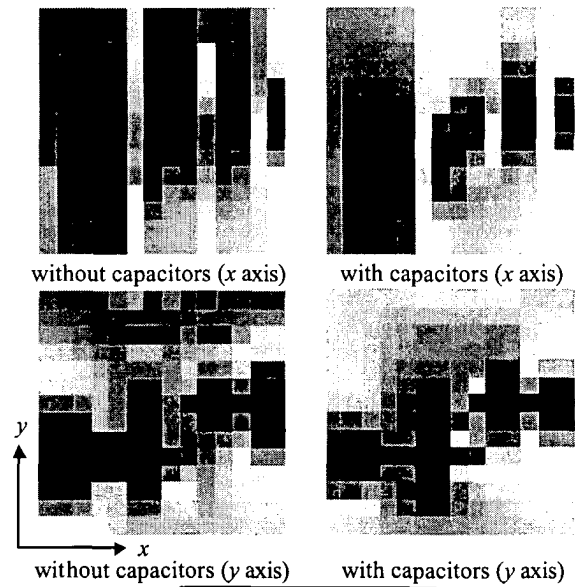 without capacitors (x axis)
with capacitors (x axis)
y
x
without capacitors (y axis)
with capacitors (y axis)